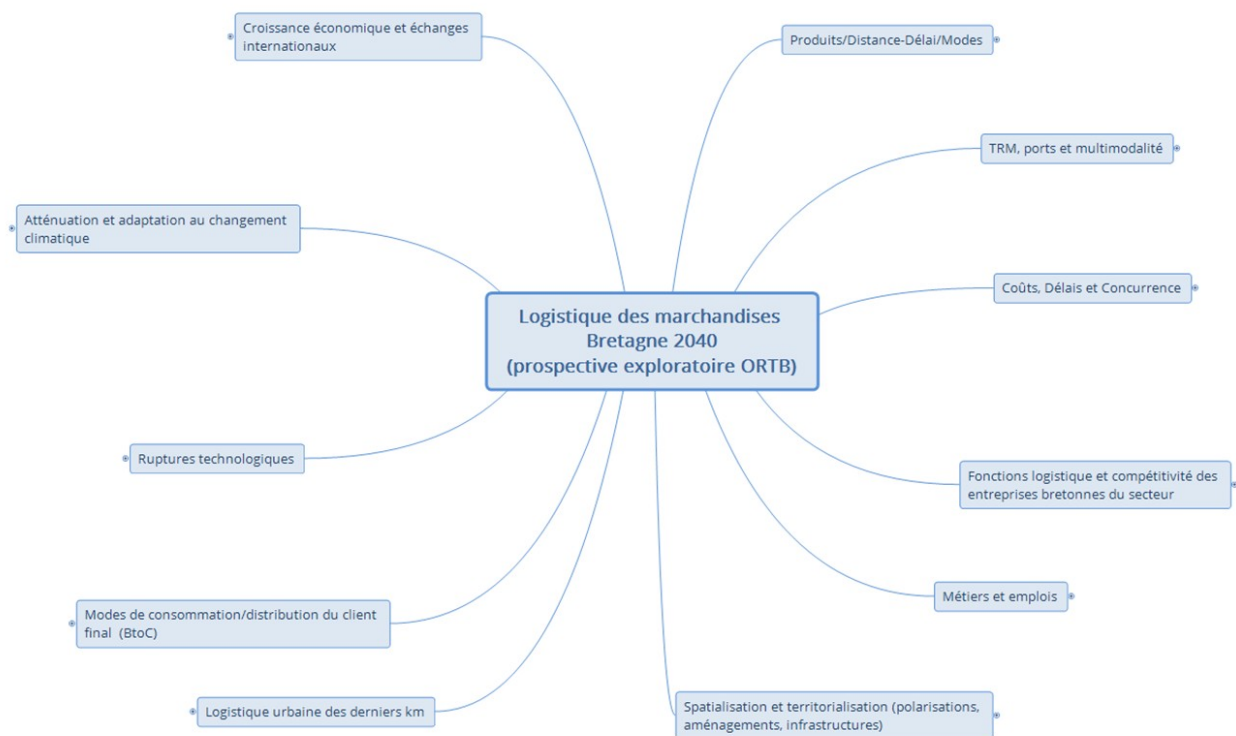 Croissance économique et échanges
internationaux
Produits/Distance-Délai/Modes
TRM, ports et multimodalité
Atténuation et adaptation au changement
climatique
Coûts, Délais et Concurrence
Logistique des marchandises
Bretagne 2040
(prospective exploratoire ORTB)
Ruptures technologiques
Fonctions logistique et compétitivité des
entreprises bretonnes du secteur
Métiers et emplois
Modes de consommation/distribution du client
final (BtoC)
Logistique urbaine des derniers km
Spatialisation et territorialisation (polarisations,
aménagements, infrastructures)